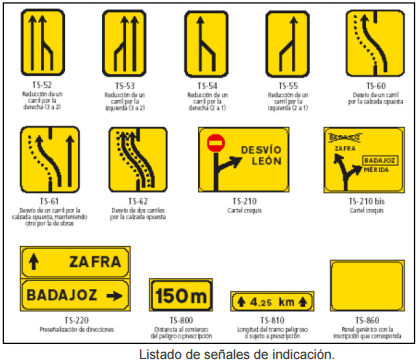 TS-52
Reducción de un
carril por la
derecha (3 a 2)
TS-53
Reducción de un
carril por la
izquierda (3 a 2)
TS-54
Reducción de un
carril por la
derecha (2 a 1)
TS-55
Reducción de un
carril por la
izquierda (2 a 1)
TS-60
Desvío de un carril
por la calzada opuesta
TS-61
Desvío de un carril por la
calzada opuesta, manteniendo
otro por la de obras
TS-62
Desvío de dos carriles
por la calzada opuesta
DESVÍO
LEÓN
TS-210
Cartel croquis
BADAJOZ
ZAFRA
BADAJOZ
MÉRIDA
TS-210 bis
Cartel croquis
ZAFRA
BADAJOZ
TS-220
Preseñalización de direcciones
150m
TS-800
Distancia al comienzo
del peligro o prescripción
4,25 km
TS-810
Longitud del tramo peligroso
o sujeto a prescripción
TS-860
Panel genérico con la
inscripción que corresponda
Listado de señales de indicación.